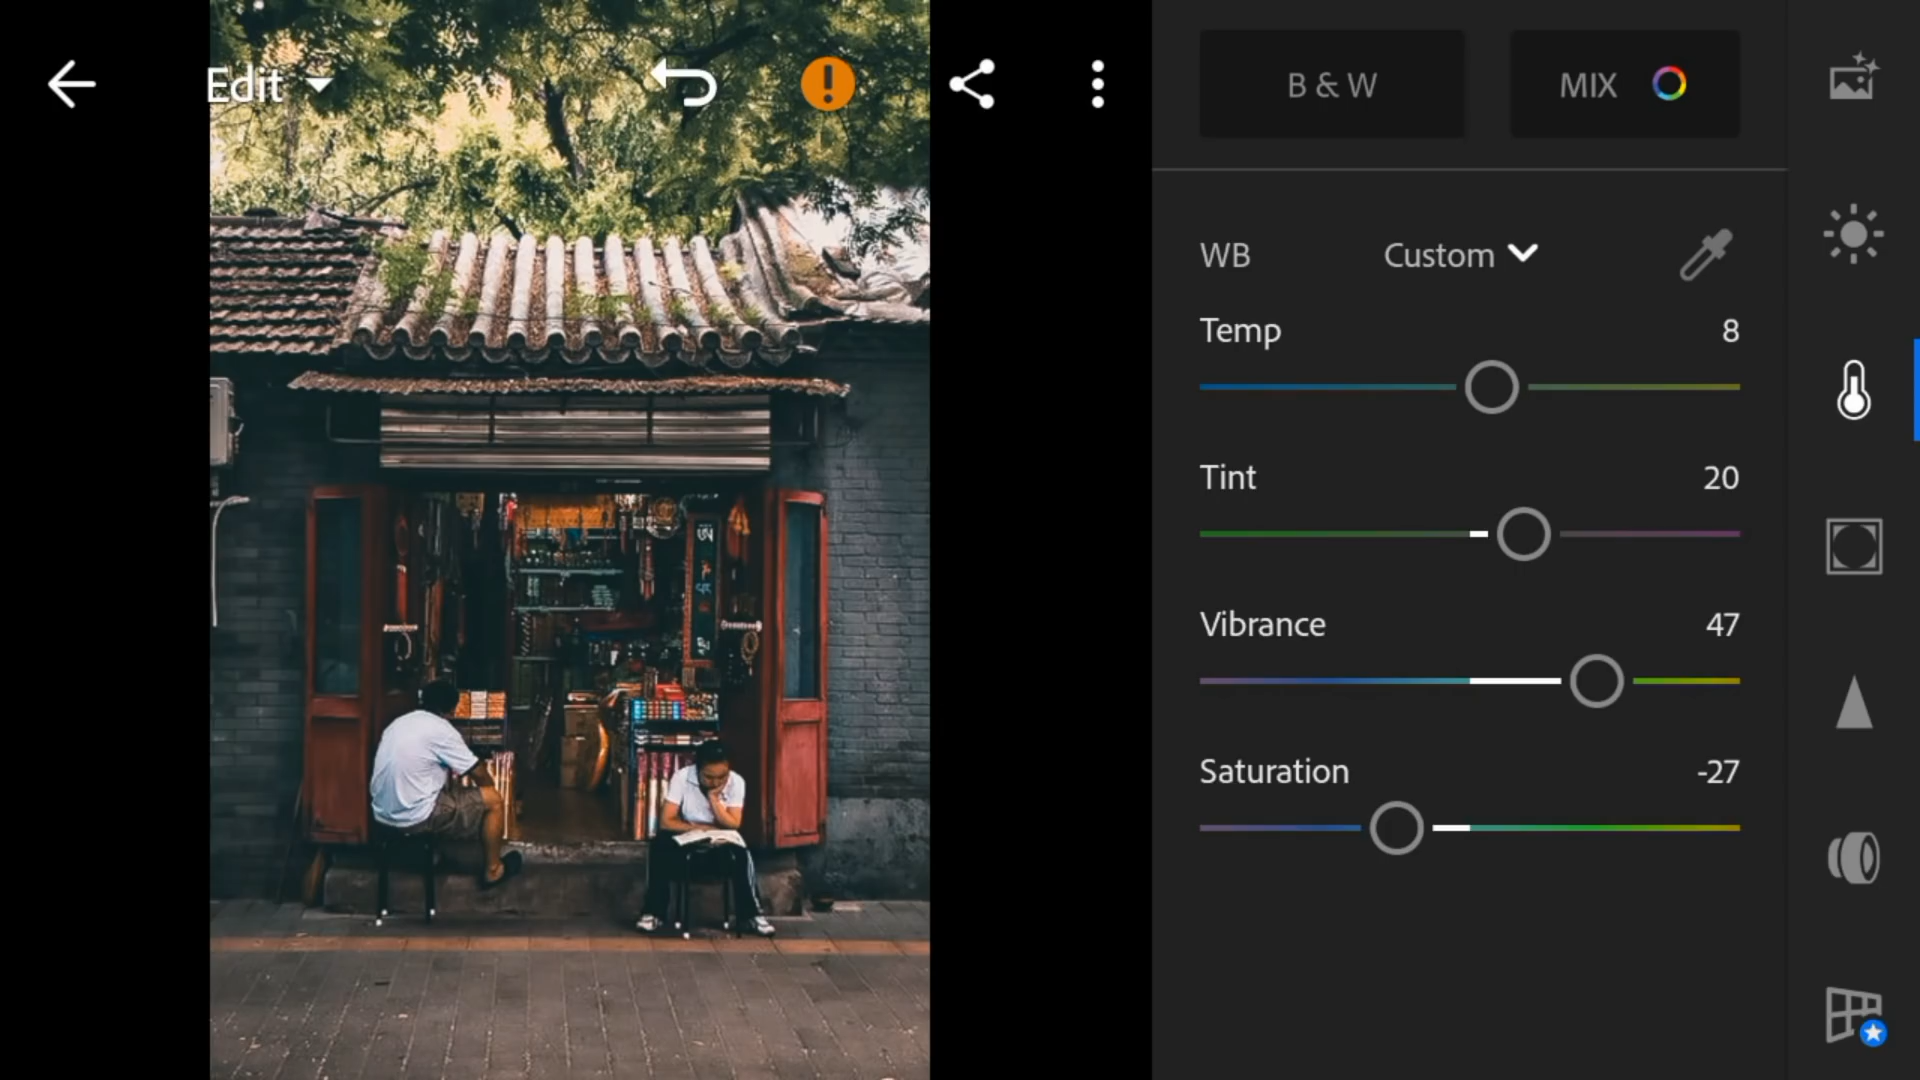 Edit
B & W
MIX
WB
Custom
Temp
8
Tint
20
Vibrance
47
Saturation
-27